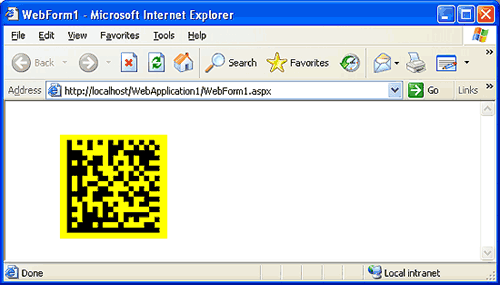 WebForm1 - Microsoft Internet Explorer
File Edit View Favorites Tools Help »
Back Search Favorites »
Address http://localhost/WebApplication1/WebForm1.aspx Go Links »
Done Local intranet